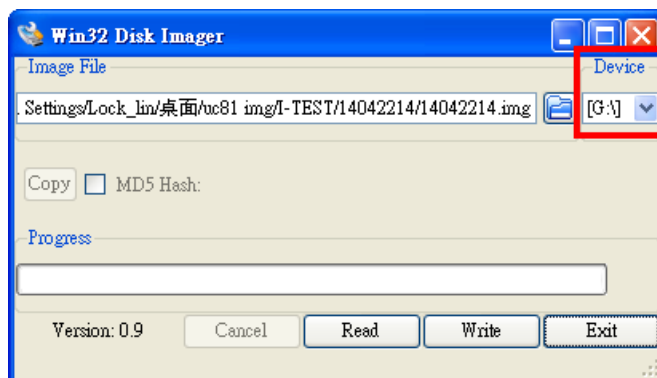 Win32 Disk Imager
Image File
Device
. Settings/Lock_lin/桌面/uc81 img/I-TEST/14042214/14042214.img
[G:\]
Copy
MD5 Hash:
Progress
Version: 0.9
Cancel
Read
Write
Exit